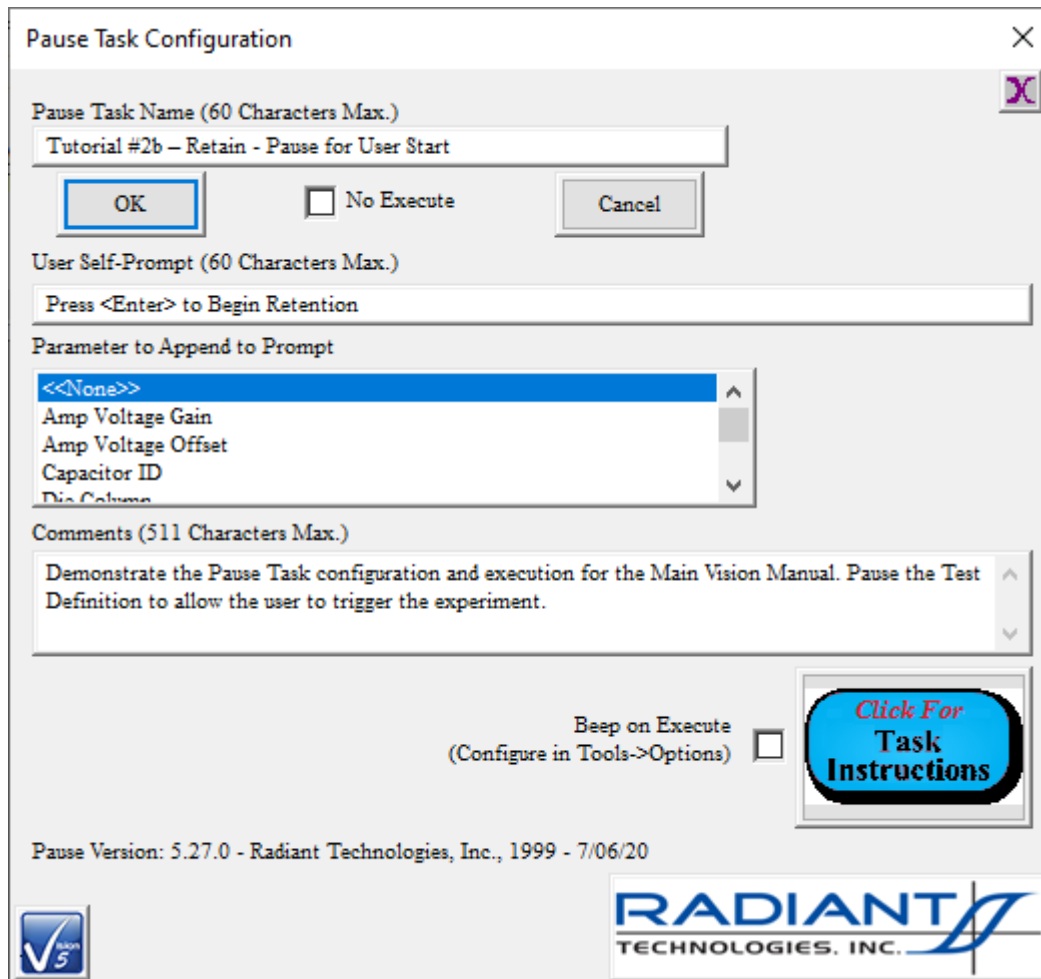 Pause Task Configuration
Pause Task Name (60 Characters Max.)
Tutorial #2b – Retain - Pause for User Start
OK
No Execute
Cancel
User Self-Prompt (60 Characters Max.)
Press <Enter> to Begin Retention
Parameter to Append to Prompt
<<None>>
Amp Voltage Gain
Amp Voltage Offset
Capacitor ID
Die Column
Comments (511 Characters Max.)
Demonstrate the Pause Task configuration and execution for the Main Vision Manual. Pause the Test
Definition to allow the user to trigger the experiment.
Beep on Execute
(Configure in Tools->Options)
Click For
Task
Instructions
Pause Version: 5.27.0 - Radiant Technologies, Inc., 1999 - 7/06/20
Vision
5
RADIANT
TECHNOLOGIES, INC.